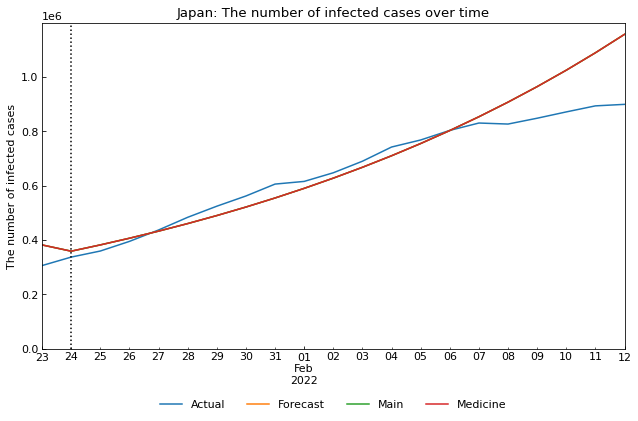 Japan: The number of infected cases over time
1e6
The number of infected cases
1.0
0.8
0.6
0.4
0.2
0.0
23 24 25 26 27 28 29 30 31 01 02 03 04 05 06 07 08 09 10 11 12
Feb
2022
Actual Forecast Main Medicine